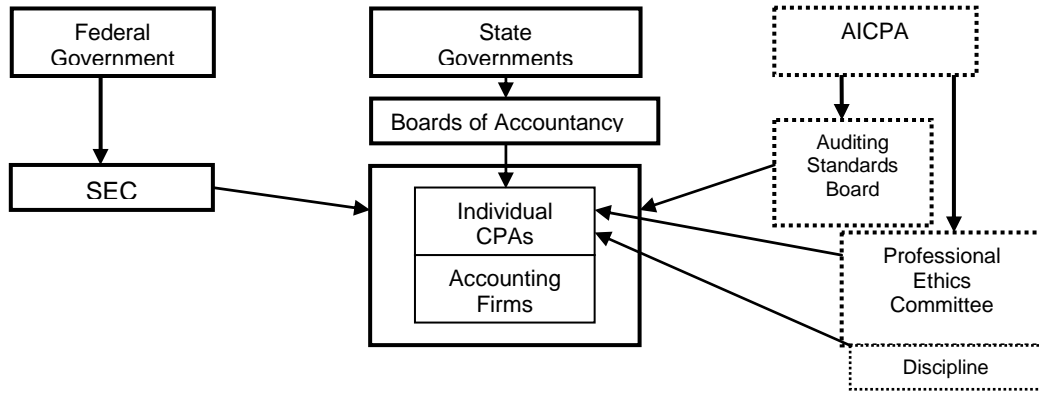 Federal
Government
State
Governments
AICPA
Boards of Accountancy
Auditing
Standards
Board
SEC
Individual
CPAs
Accounting
Firms
Professional
Ethics
Committee
Discipline